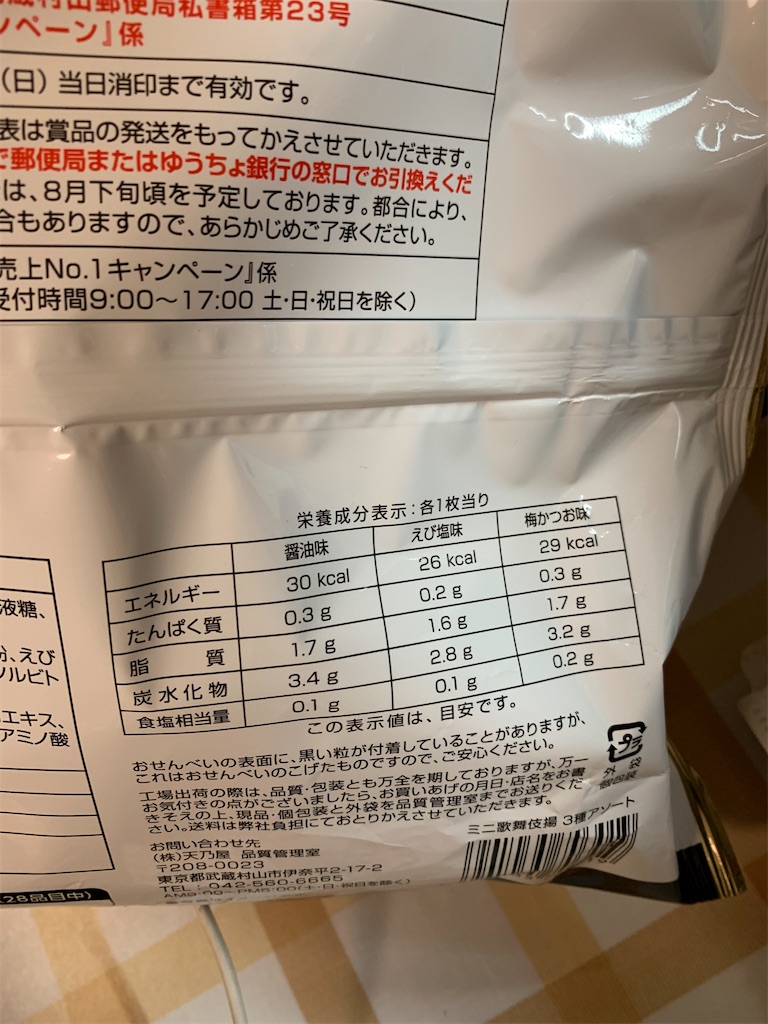 蔵村山郵便局私書箱第23号
ンペーン』係
(日) 当日消印まで有効です。
表は賞品の発送をもってかえさせていただきます。
で郵便局またはゆうちょ銀行の窓口でお引換えくだ
は、8月下旬頃を予定しております。都合により、
合もありますので、あらかじめご了承ください。
売上No.1キャンペーン』係
受付時間9:00〜17:00 土・日・祝日を除く)
栄養成分表示:各1枚当り
醤油味 えび塩味 梅かつお味
エネルギー 30 kcal 26 kcal 29 kcal
たんぱく質 0.3 g 0.2 g 0.3 g
脂質 1.7 g 1.6 g 1.7 g
炭水化物 3.4 g 2.8 g 3.2 g
食塩相当量 0.1 g 0.1 g 0.2 g
この表示値は、目安です。
液糖、
粉、えび
ソルビト
エキス、
アミノ酸
28品目中)
おせんべいの表面に、黒い粒が付着していることがありますが、
これはおせんべいのこげたものですので、ご安心ください。
工場出荷の際は、品質・包装とも万全を期しておりますが、万一
お気付きの点がございましたら、お買いあげの月日・店名をお書
きそえの上、現品・個包装と外袋を品質管理室までお送りくだ
さい。送料は弊社負担にておとりかえさせていただきます。
お問い合わせ先
(株)天乃屋 品質管理室
〒208-0023
東京都武蔵村山市伊奈平2-17-2
TEL:042-560-6665
AM9:00〜PM5:00(土・日・祝日を除く)
プラ
外袋
個包装
ミニ歌舞伎揚 3種アソート